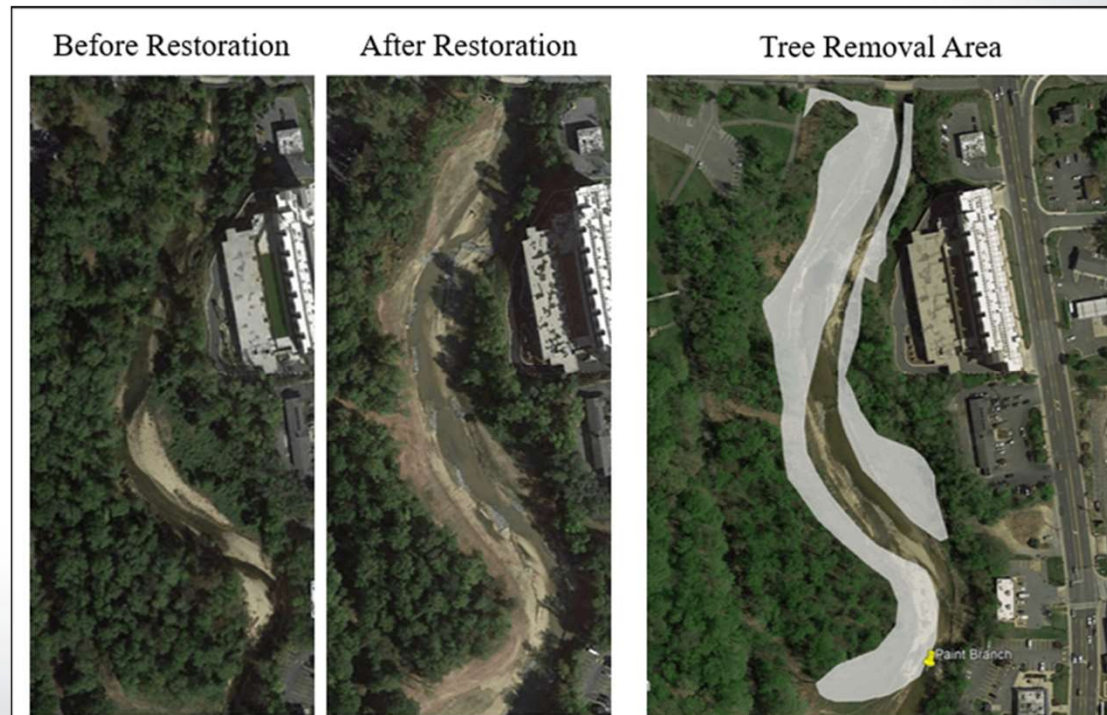 Before Restoration
After Restoration
Tree Removal Area
Paint Branch